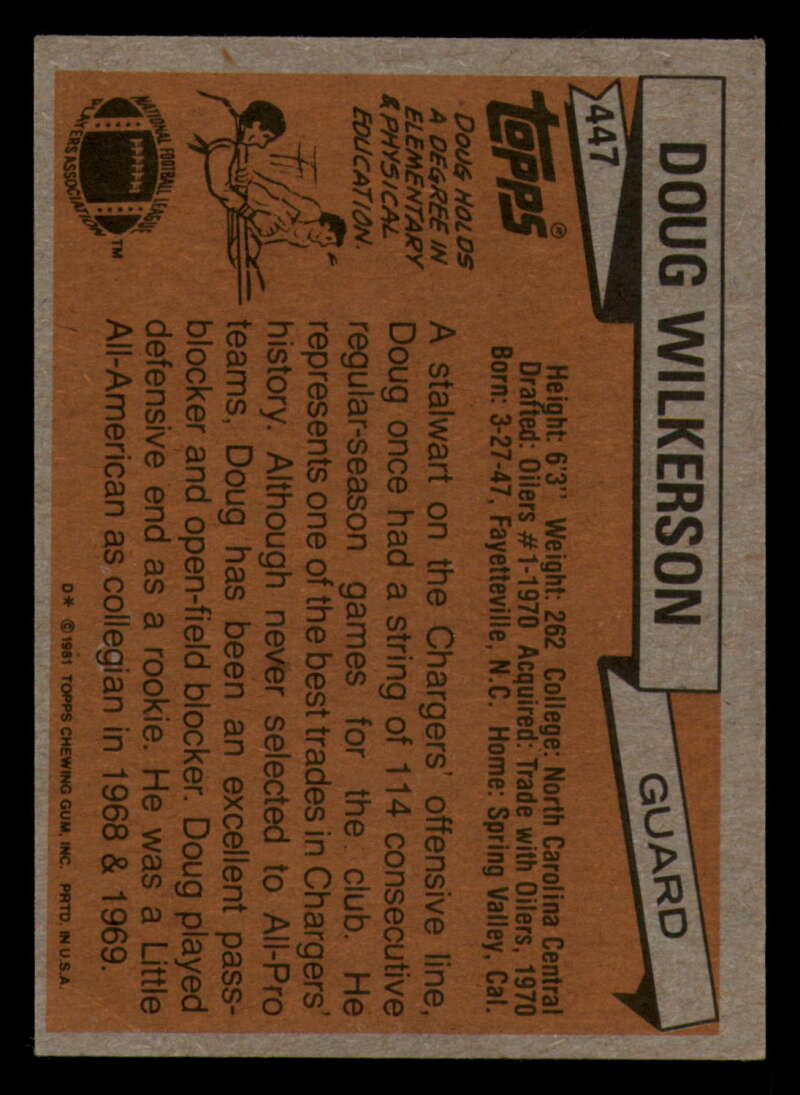 447
DOUG WILKERSON
GUARD
topps®
Height: 6'3" Weight: 262 College: North Carolina Central
Drafted: Oilers #1-1970 Acquired: Trade with Oilers, 1970
Born: 3-27-47, Fayetteville, N.C. Home: Spring Valley, Cal.
DOUG HOLDS
A DEGREE IN
ELEMENTARY
& PHYSICAL
EDUCATION.
A stalwart on the Chargers' offensive line,
Doug once had a string of 114 consecutive
regular-season games for the club. He
represents one of the best trades in Chargers'
history. Although never selected to All-Pro
teams, Doug has been an excellent pass-
blocker and open-field blocker. Doug played
defensive end as a rookie. He was a Little
All-American as collegian in 1968 & 1969.
NATIONAL FOOTBALL LEAGUE
PLAYERS ASSOCIATION
™
D* © 1981 TOPPS CHEWING GUM, INC. PRTD. IN U.S.A.